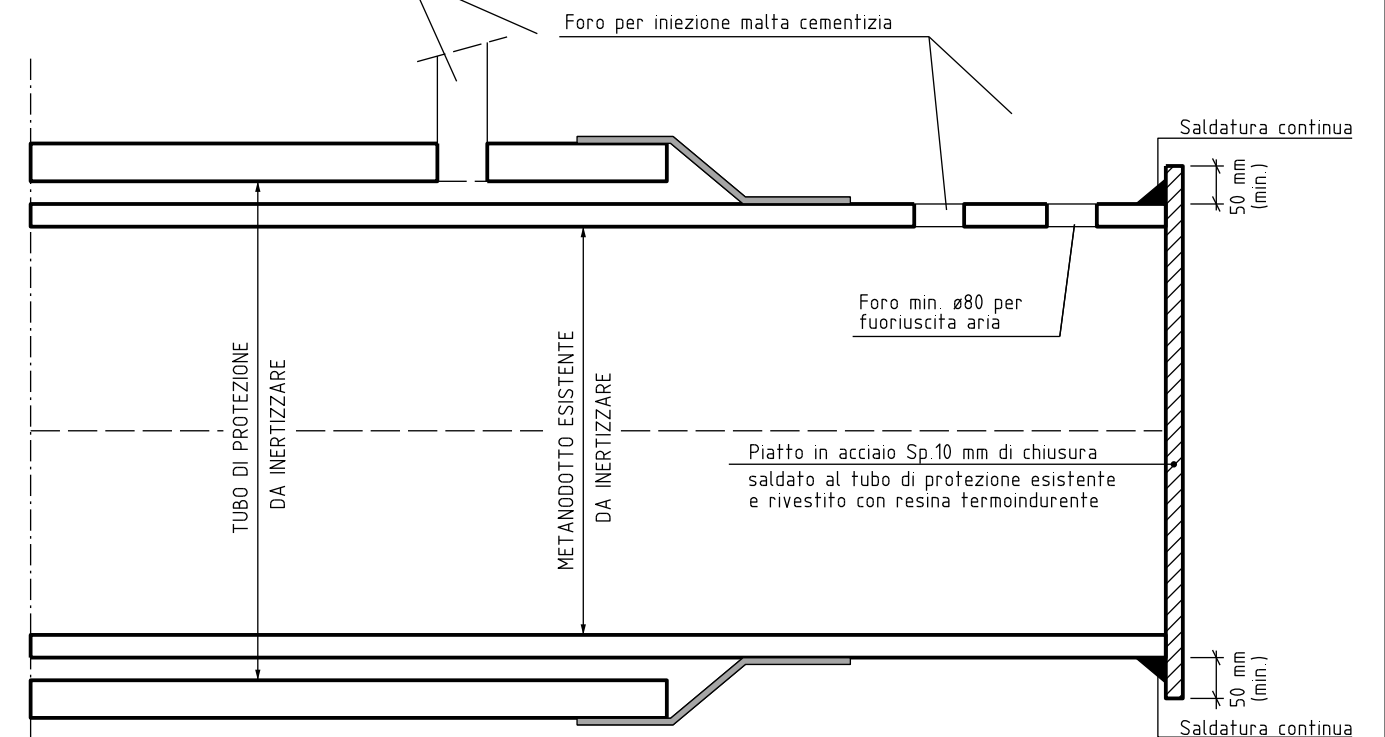 Foro per iniezione malta cementizia
Saldatura continua
50 mm
(min.)
Foro min. ø80 per
fuoriuscita aria
TUBO DI PROTEZIONE
DA INERTIZZARE
METANODOTTO ESISTENTE
DA INERTIZZARE
Piatto in acciaio Sp.10 mm di chiusura
saldato al tubo di protezione esistente
e rivestito con resina termoindurente
50 mm
(min.)
Saldatura continua